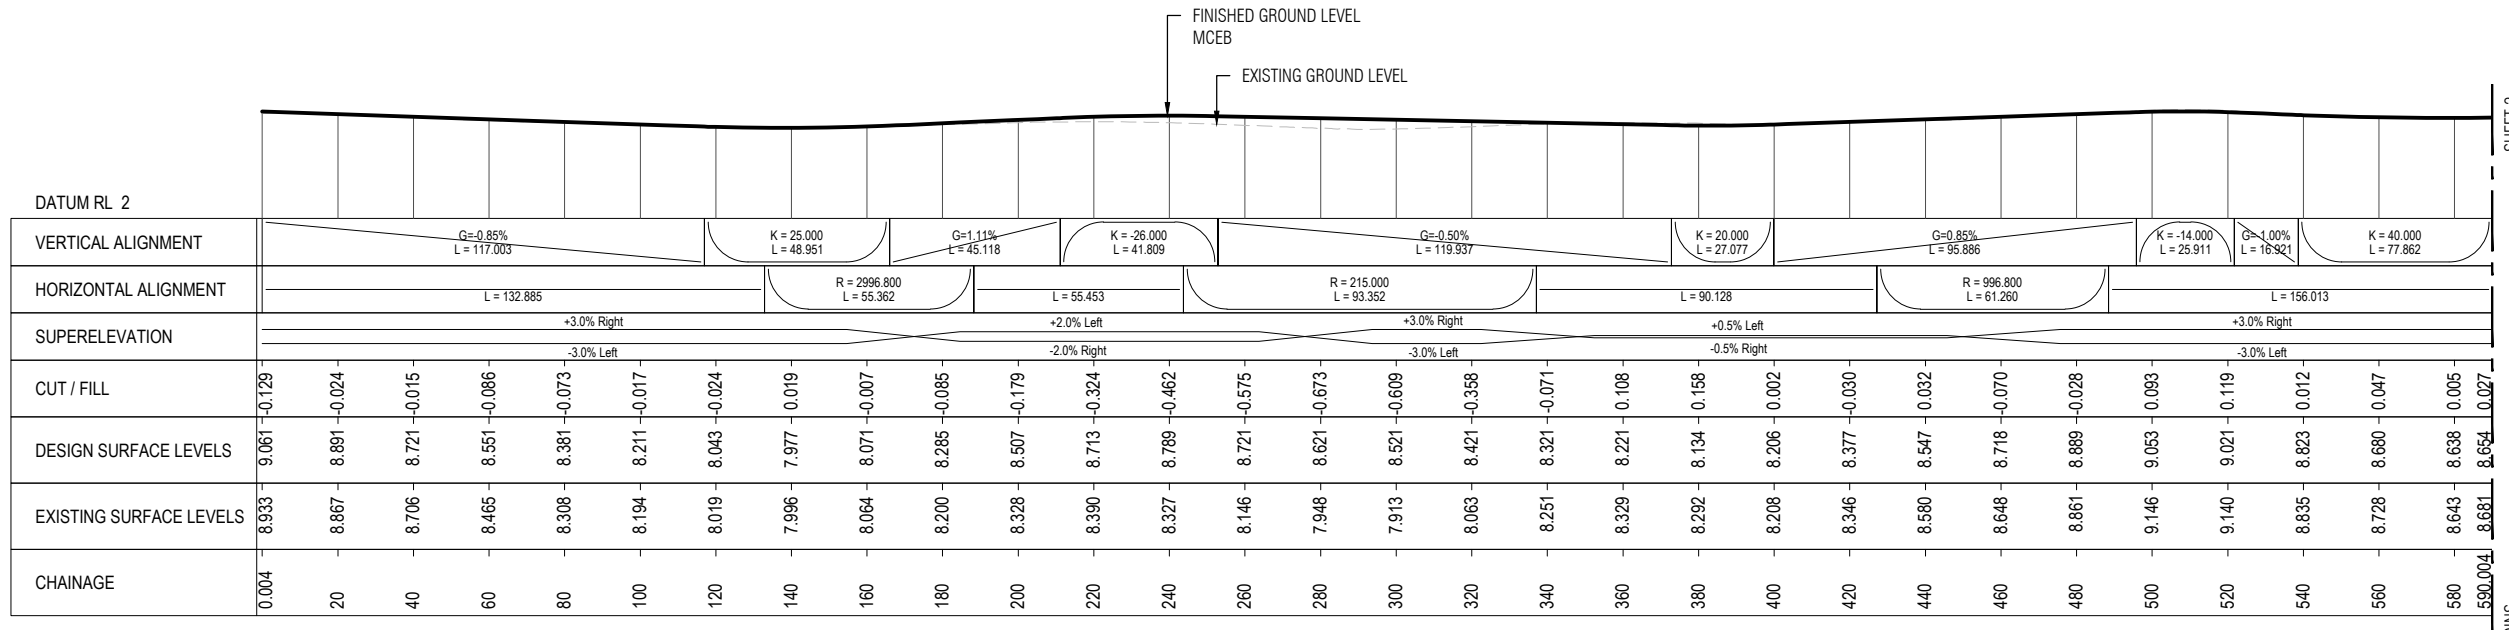 FINISHED GROUND LEVEL
MCEB
EXISTING GROUND LEVEL
DATUM RL 2
VERTICAL ALIGNMENT
G=-0.85%
L = 117.003
K = 25.000
L = 48.951
G=1.11%
L = 45.118
K = -26.000
L = 41.809
G=-0.50%
L = 119.937
K = 20.000
L = 27.077
G=0.85%
L = 95.886
K = -14.000
L = 25.911
G=-1.00%
L = 16.921
K = 40.000
L = 77.862
HORIZONTAL ALIGNMENT
L = 132.885
R = 2996.800
L = 55.362
L = 55.453
R = 215.000
L = 93.352
L = 90.128
R = 996.800
L = 61.260
L = 156.013
SUPERELEVATION
+3.0% Right +2.0% Left +3.0% Right +0.5% Left +3.0% Right
-3.0% Left -2.0% Right -3.0% Left -0.5% Right -3.0% Left
CUT / FILL -0.129 -0.024 -0.015 -0.086 -0.073 -0.017 -0.024 0.019 -0.007 -0.085 -0.179 -0.324 -0.462 -0.575 -0.673 -0.609 -0.358 -0.071 0.108 0.158 0.002 -0.030 0.032 -0.070 -0.028 0.093 0.119 0.012 0.047 0.005 0.027
DESIGN SURFACE LEVELS 9.061 8.891 8.721 8.551 8.381 8.211 8.043 7.977 8.071 8.285 8.507 8.713 8.789 8.721 8.621 8.521 8.421 8.321 8.221 8.134 8.206 8.377 8.547 8.718 8.889 9.053 9.021 8.823 8.680 8.638 8.654
EXISTING SURFACE LEVELS 8.933 8.867 8.706 8.465 8.308 8.194 8.019 7.996 8.064 8.200 8.328 8.390 8.327 8.146 7.948 7.913 8.063 8.251 8.329 8.292 8.208 8.346 8.580 8.648 8.861 9.146 9.140 8.835 8.728 8.643 8.681
CHAINAGE 0.004 20 40 60 80 100 120 140 160 180 200 220 240 260 280 300 320 340 360 380 400 420 440 460 480 500 520 540 560 580 590.004